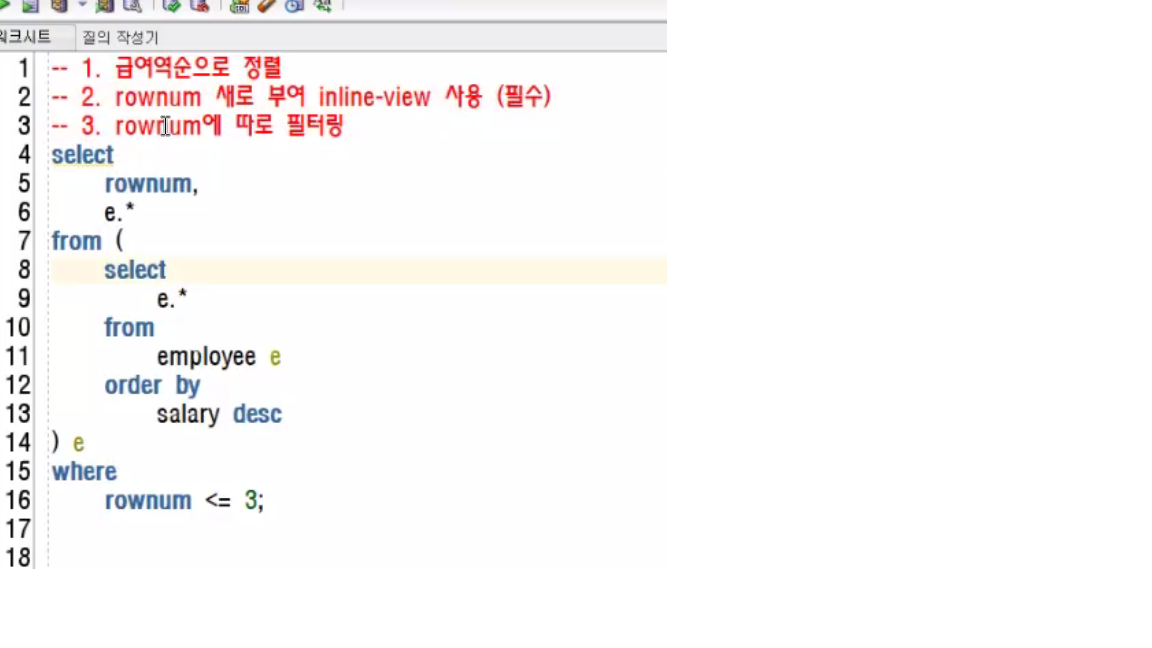 워크시트 질의 작성기
1 -- 1. 급여역순으로 정렬
2 -- 2. rownum 새로 부여 inline-view 사용 (필수)
3 -- 3. rownum에 따로 필터링
4 select
5 rownum,
6 e.*
7 from (
8 select
9 e.*
10 from
11 employee e
12 order by
13 salary desc
14 ) e
15 where
16 rownum <= 3;
17
18